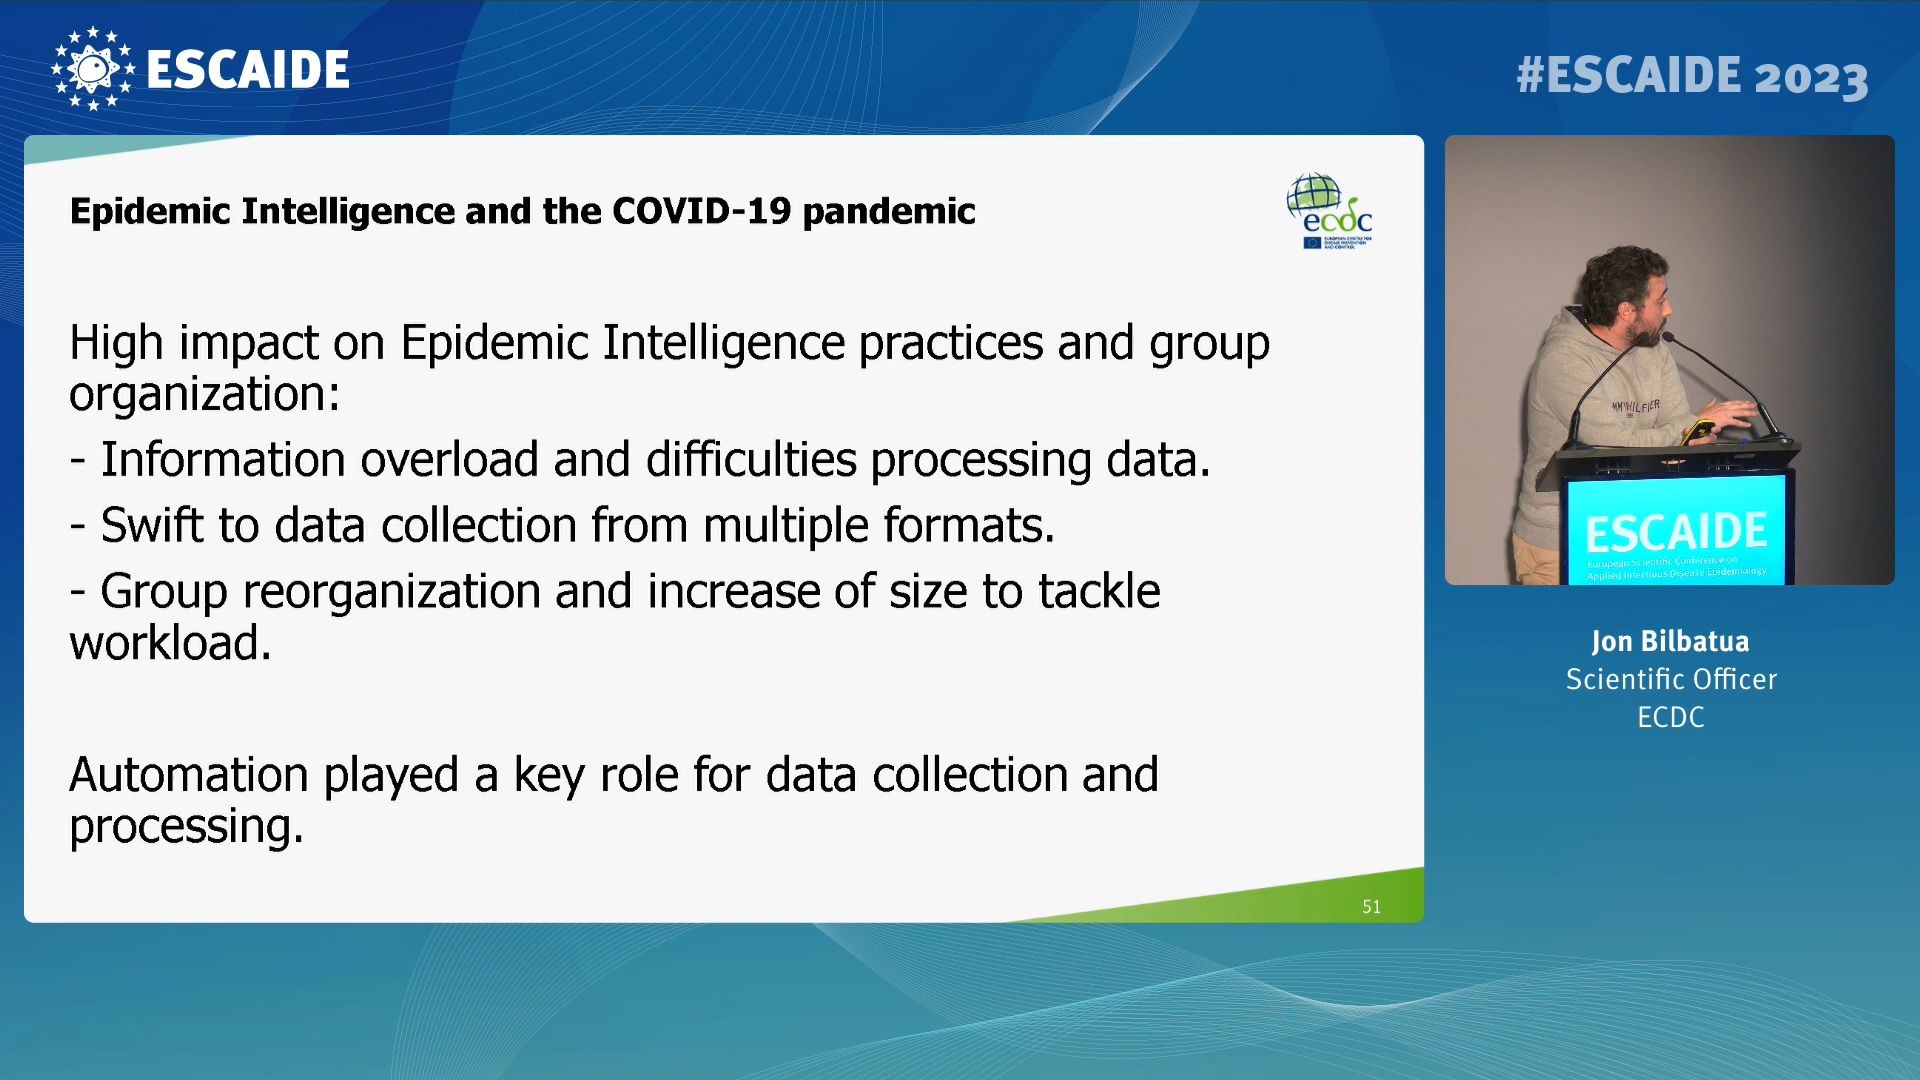 ESCAIDE
#ESCAIDE 2023
Epidemic Intelligence and the COVID-19 pandemic
ecdc
EUROPEAN CENTRE FOR
DISEASE PREVENTION
AND CONTROL
High impact on Epidemic Intelligence practices and group
organization:
- Information overload and difficulties processing data.
- Swift to data collection from multiple formats.
- Group reorganization and increase of size to tackle
workload.
Automation played a key role for data collection and
processing.
51
ESCAIDE
European Scientific Conference on
Applied Infectious Disease Epidemiology
Jon Bilbatua
Scientific Officer
ECDC